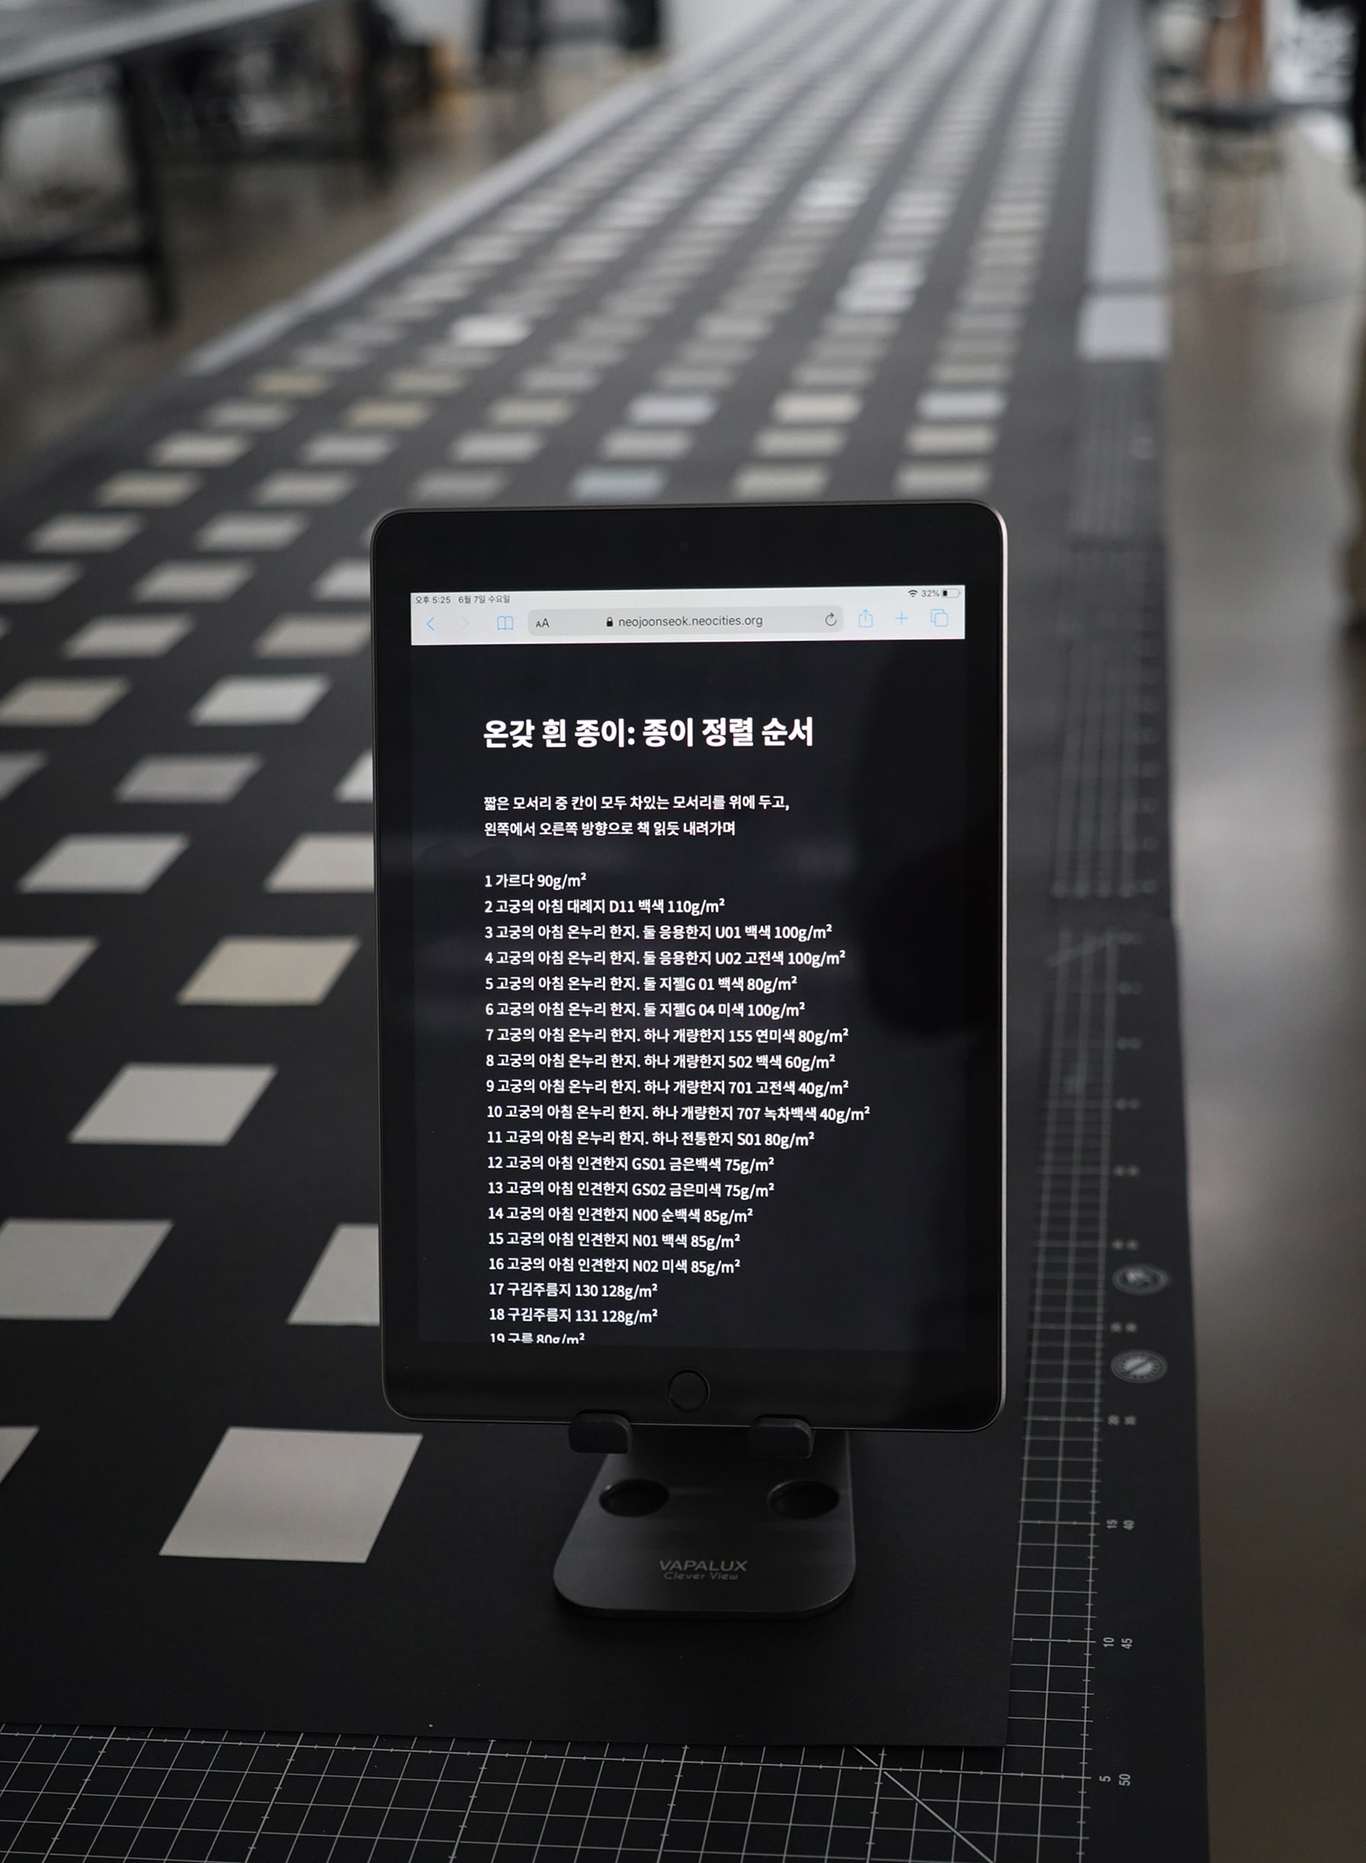 오후 5:25 6월 7일 수요일
32%
AA neojoonseok.neocities.org
온갖 흰 종이: 종이 정렬 순서
짧은 모서리 중 칸이 모두 차있는 모서리를 위에 두고,
왼쪽에서 오른쪽 방향으로 책 읽듯 내려가며
1 가르다 90g/m²
2 고궁의 아침 대례지 D11 백색 110g/m²
3 고궁의 아침 온누리 한지. 둘 응용한지 U01 백색 100g/m²
4 고궁의 아침 온누리 한지. 둘 응용한지 U02 고전색 100g/m²
5 고궁의 아침 온누리 한지. 둘 지젤G 01 백색 80g/m²
6 고궁의 아침 온누리 한지. 둘 지젤G 04 미색 100g/m²
7 고궁의 아침 온누리 한지. 하나 개량한지 155 연미색 80g/m²
8 고궁의 아침 온누리 한지. 하나 개량한지 502 백색 60g/m²
9 고궁의 아침 온누리 한지. 하나 개량한지 701 고전색 40g/m²
10 고궁의 아침 온누리 한지. 하나 개량한지 707 녹차백색 40g/m²
11 고궁의 아침 온누리 한지. 하나 전통한지 S01 80g/m²
12 고궁의 아침 인견한지 GS01 금은백색 75g/m²
13 고궁의 아침 인견한지 GS02 금은미색 75g/m²
14 고궁의 아침 인견한지 N00 순백색 85g/m²
15 고궁의 아침 인견한지 N01 백색 85g/m²
16 고궁의 아침 인견한지 N02 미색 85g/m²
17 구김주름지 130 128g/m²
18 구김주름지 131 128g/m²
19 구름 80g/m²
VAPALUX
Clever View
15 40
10 45
5 50